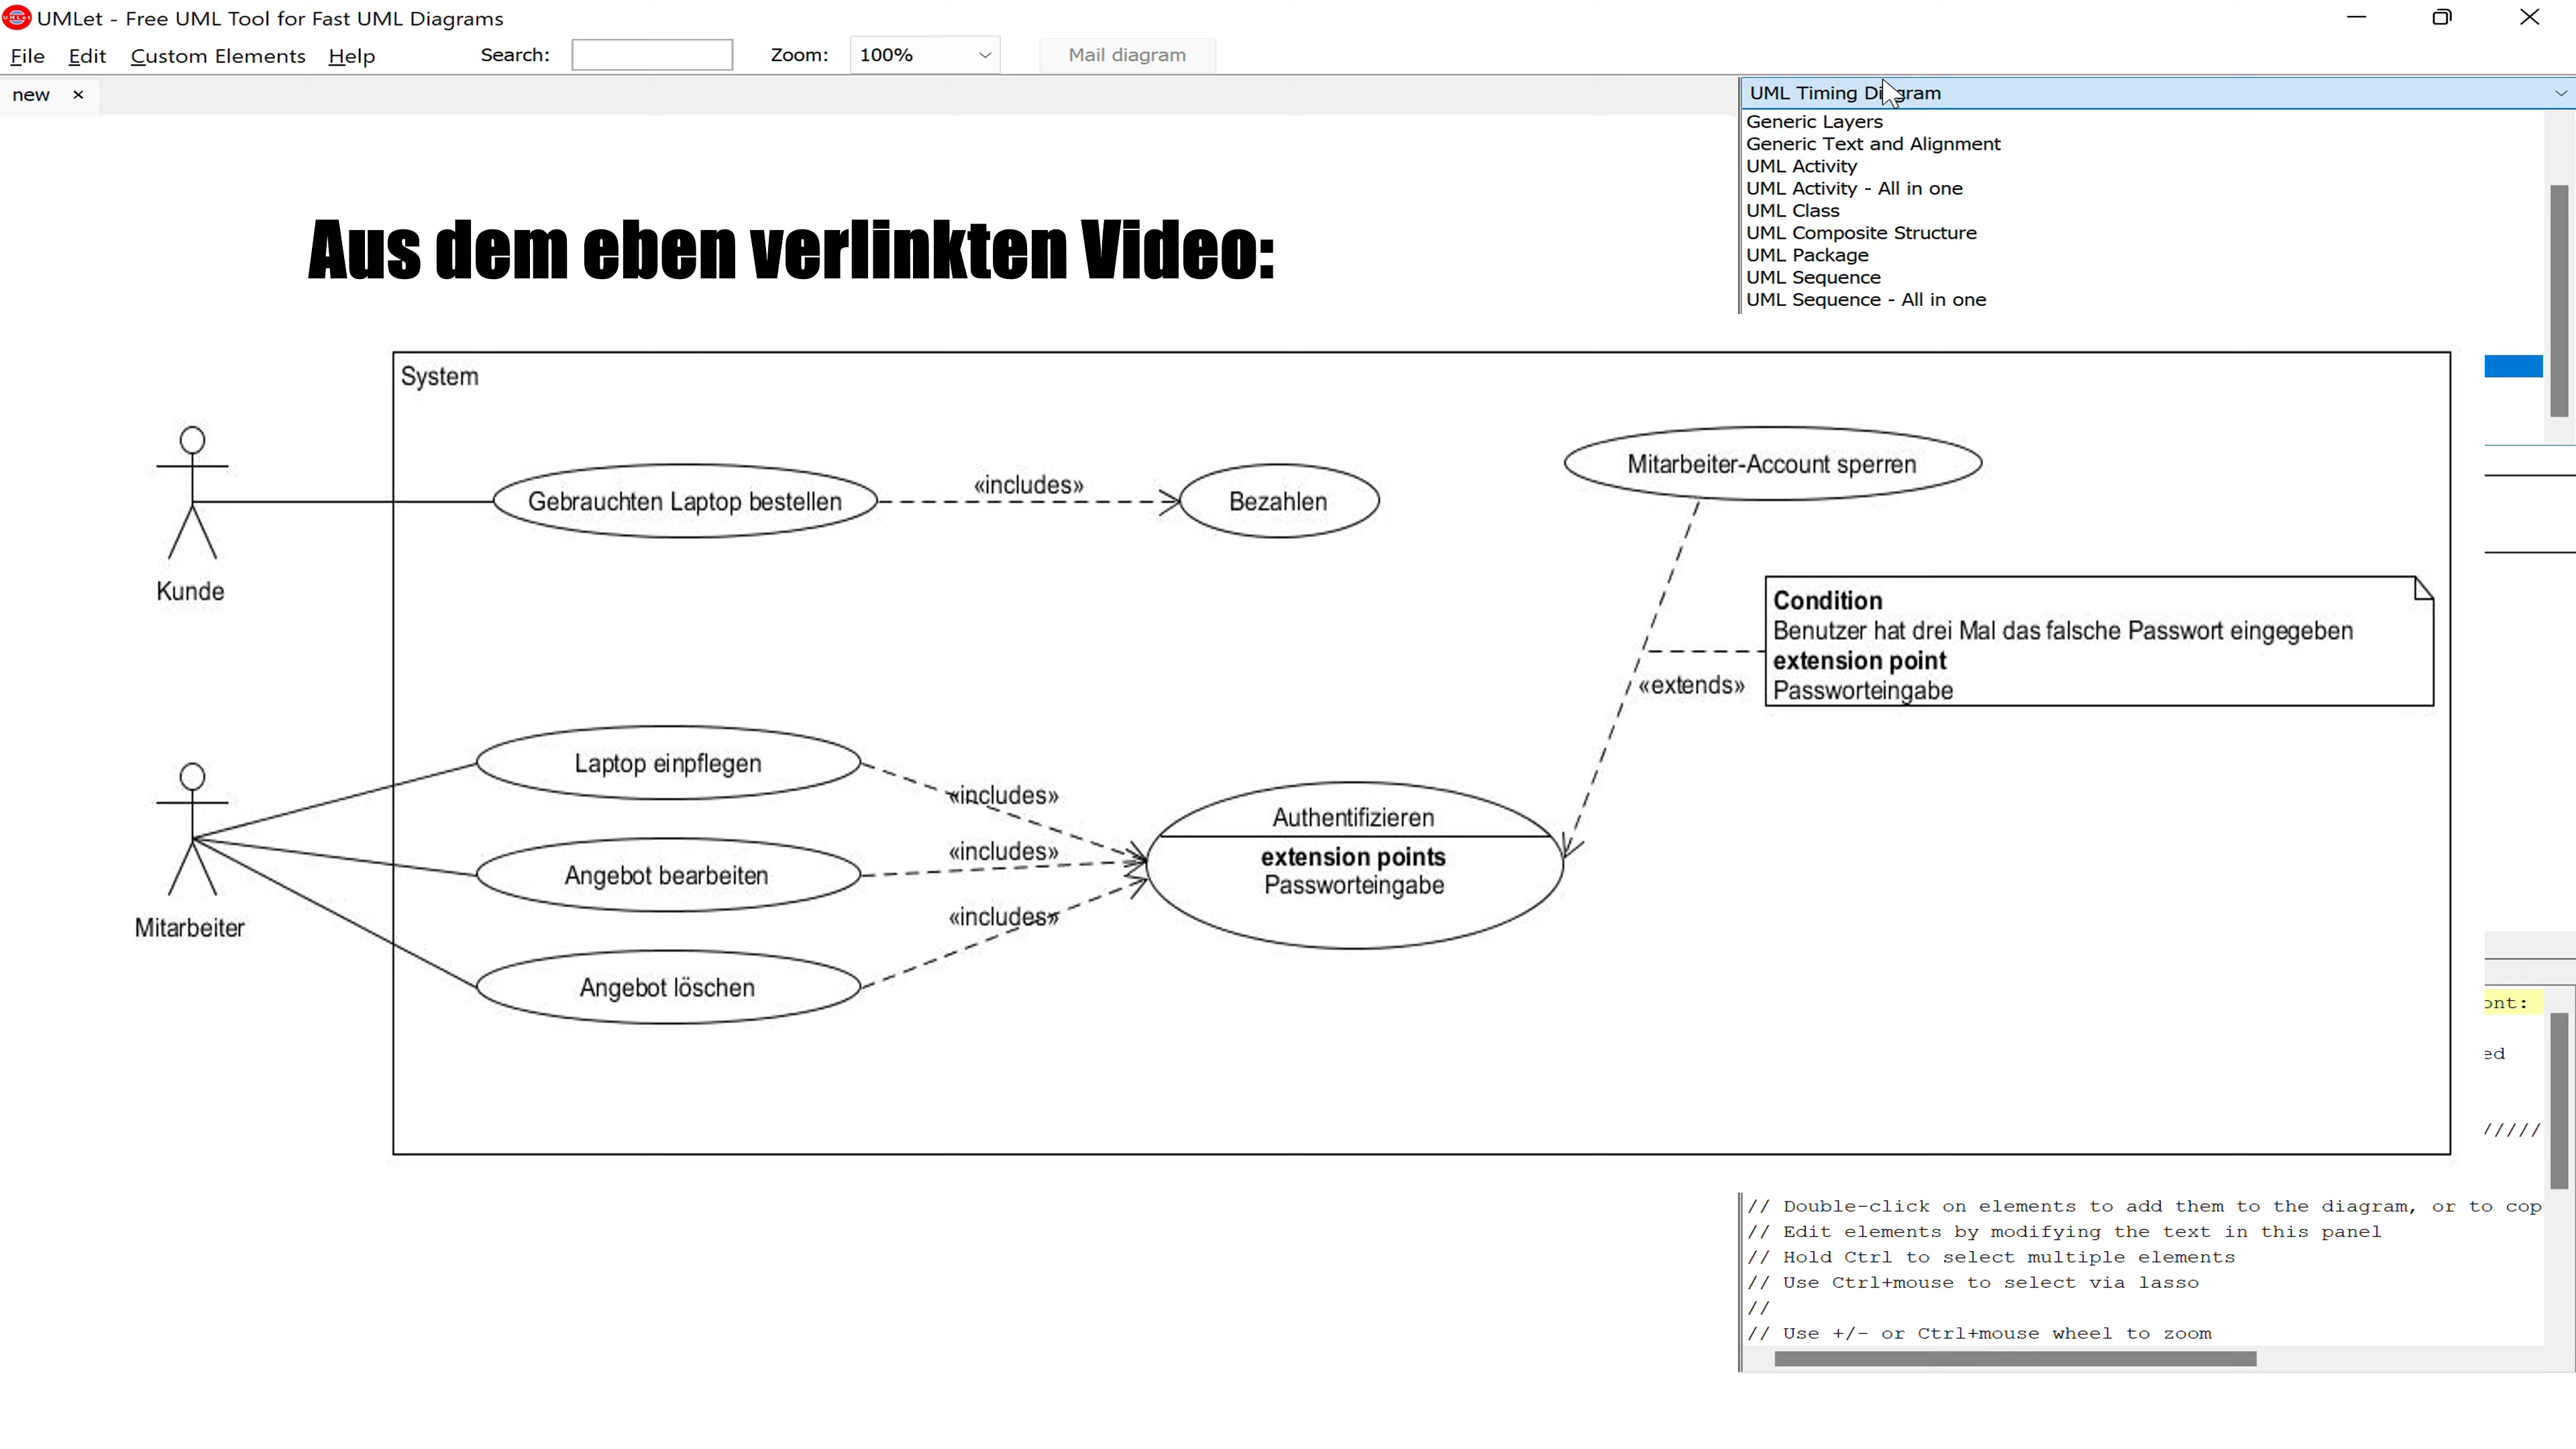 UMLet - Free UML Tool for Fast UML Diagrams
File Edit Custom Elements Help Search: Zoom: 100% Mail diagram
new
UML Timing Diagram
Generic Layers
Generic Text and Alignment
UML Activity
UML Activity - All in one
UML Class
UML Composite Structure
UML Package
UML Sequence
UML Sequence - All in one
Aus dem eben verlinkten Video:
System
Kunde
Gebrauchten Laptop bestellen
«includes»
Bezahlen
Mitarbeiter-Account sperren
Condition
Benutzer hat drei Mal das falsche Passwort eingegeben
extension point
Passworteingabe
«extends»
Mitarbeiter
Laptop einpflegen
«includes»
Angebot bearbeiten
«includes»
Angebot löschen
«includes»
Authentifizieren
extension points
Passworteingabe
ont:
ed
/////
// Double-click on elements to add them to the diagram, or to cop
// Edit elements by modifying the text in this panel
// Hold Ctrl to select multiple elements
// Use Ctrl+mouse to select via lasso
//
// Use +/- or Ctrl+mouse wheel to zoom